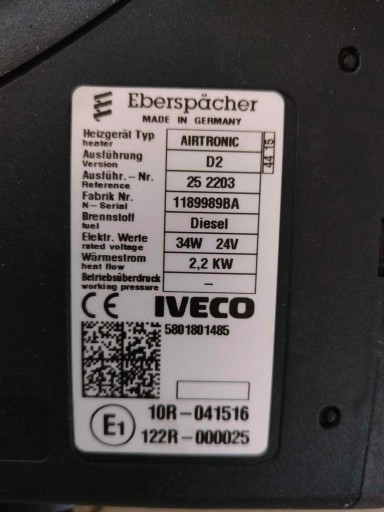 Eberspächer
MADE IN GERMANY
Heizgerät Typ AIRTRONIC
heater
Ausführung D2
Version
Ausführ.-Nr. 25 2203
Reference
Fabrik Nr. 1189989BA
N-Serial
Brennstoff Diesel
fuel
Elektr. Werte 34W 24V
rated voltage
Wärmestrom 2,2 KW
heat flow
Betriebsüberdruck –
working pressure
44 15
CE IVECO
5801801485
E1 10R-041516
122R-000025